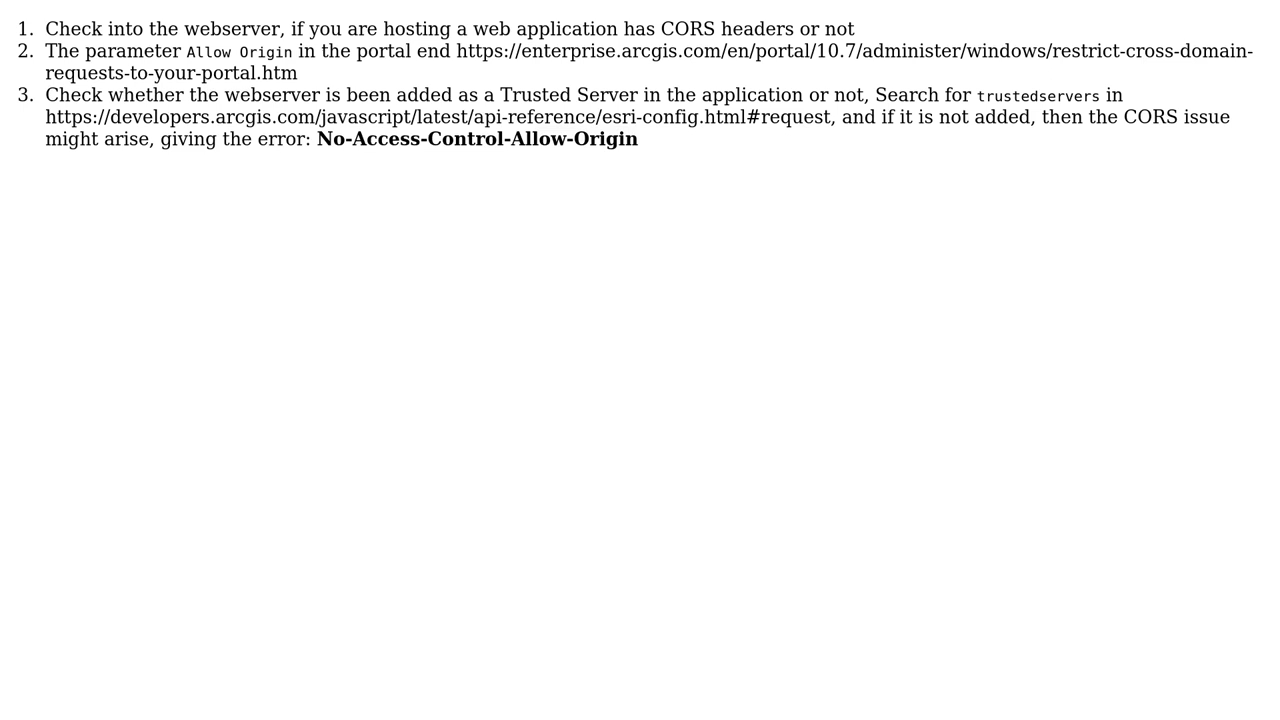 1. Check into the webserver, if you are hosting a web application has CORS headers or not
2. The parameter Allow Origin in the portal end https://enterprise.arcgis.com/en/portal/10.7/administer/windows/restrict-cross-domain-
requests-to-your-portal.htm
3. Check whether the webserver is been added as a Trusted Server in the application or not, Search for trustedservers in
https://developers.arcgis.com/javascript/latest/api-reference/esri-config.html#request, and if it is not added, then the CORS issue
might arise, giving the error: No-Access-Control-Allow-Origin